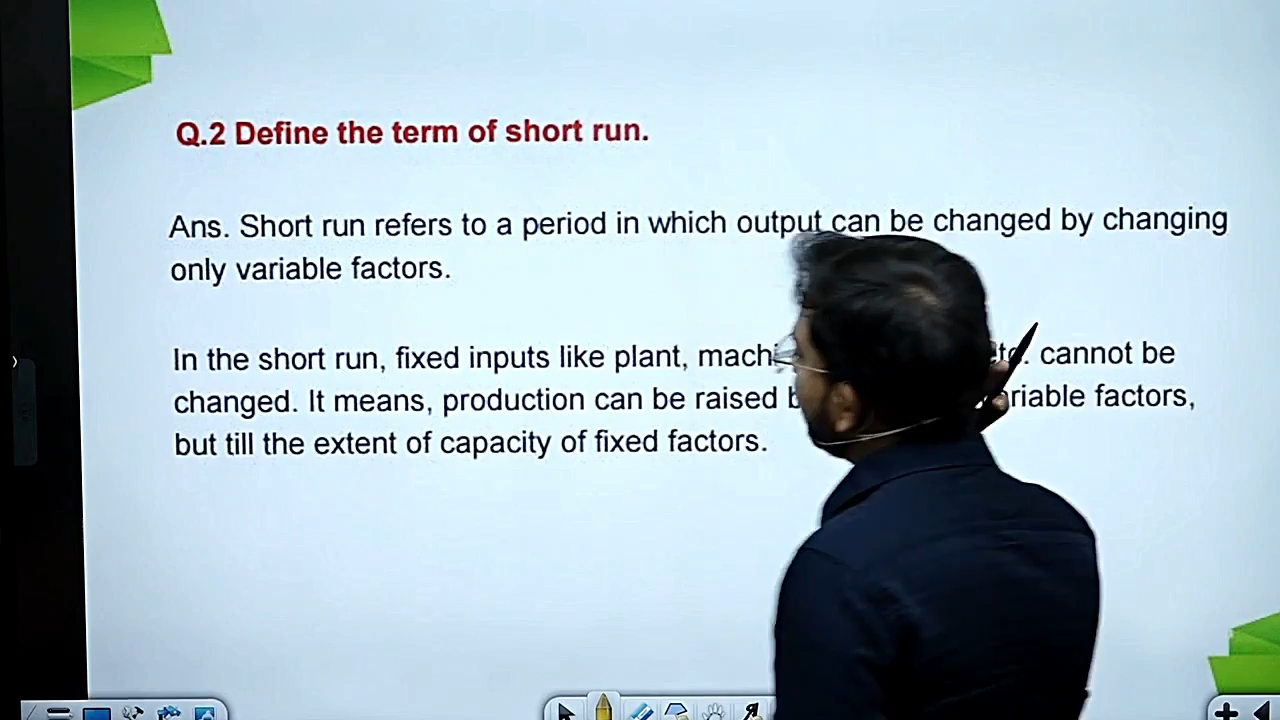 Q.2 Define the term of short run.
Ans. Short run refers to a period in which output can be changed by changing
only variable factors.
In the short run, fixed inputs like plant, cannot be
changed. It means, production can be raised factors,
but till the extent of capacity of fixed factors.